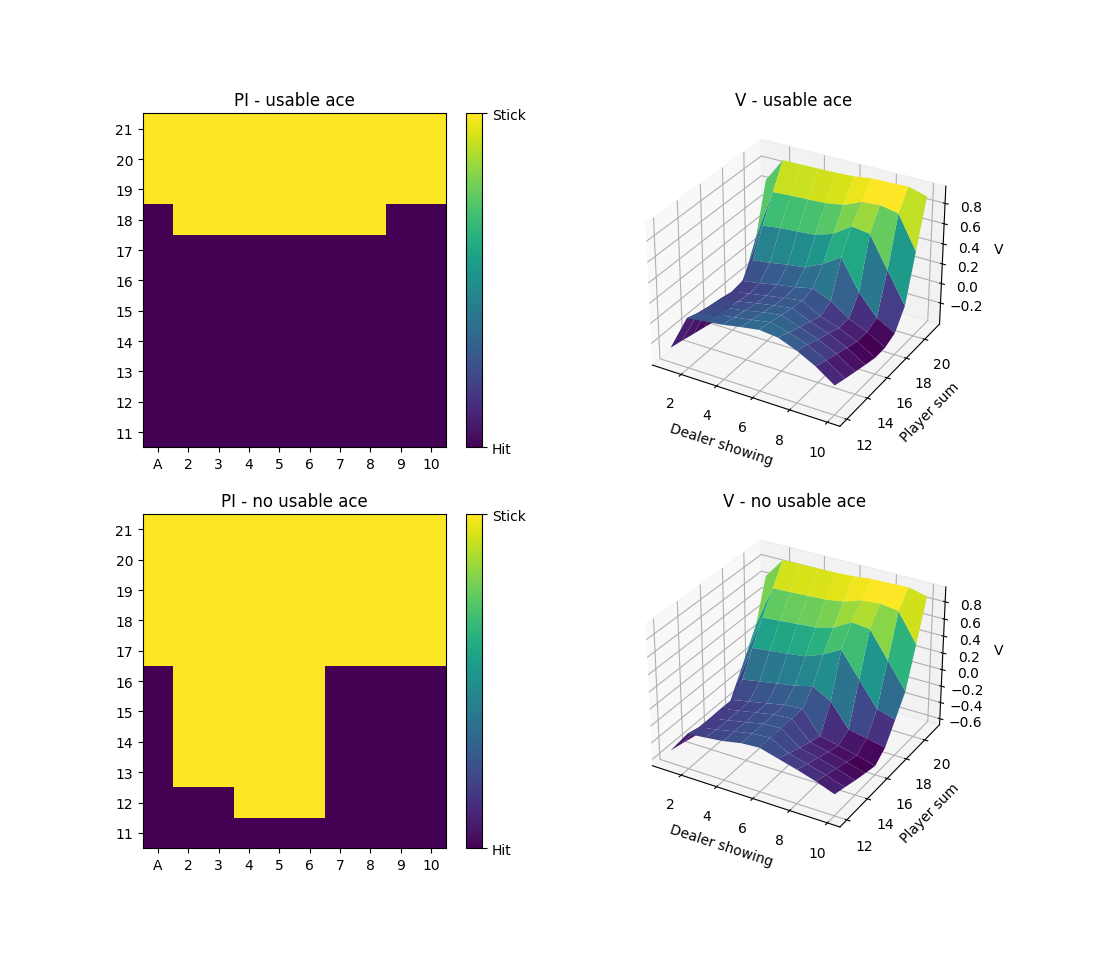 PI - usable ace
21
20
19
18
17
16
15
14
13
12
11
A 2 3 4 5 6 7 8 9 10
Stick
Hit
V - usable ace
0.8
0.6
0.4
0.2
0.0
−0.2
V
2 4 6 8 10
Dealer showing
12 14 16 18 20
Player sum
PI - no usable ace
21
20
19
18
17
16
15
14
13
12
11
A 2 3 4 5 6 7 8 9 10
Stick
Hit
V - no usable ace
0.8
0.6
0.4
0.2
0.0
−0.2
−0.4
−0.6
V
2 4 6 8 10
Dealer showing
12 14 16 18 20
Player sum